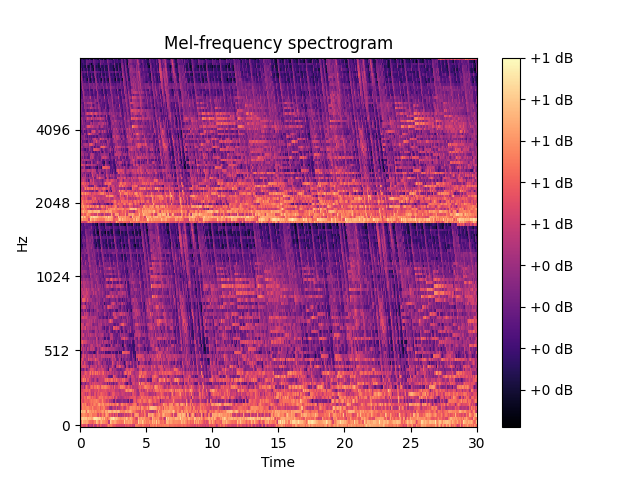 Mel-frequency spectrogram
Hz
4096
2048
1024
512
0
0 5 10 15 20 25 30
Time
+1 dB
+1 dB
+1 dB
+1 dB
+1 dB
+0 dB
+0 dB
+0 dB
+0 dB